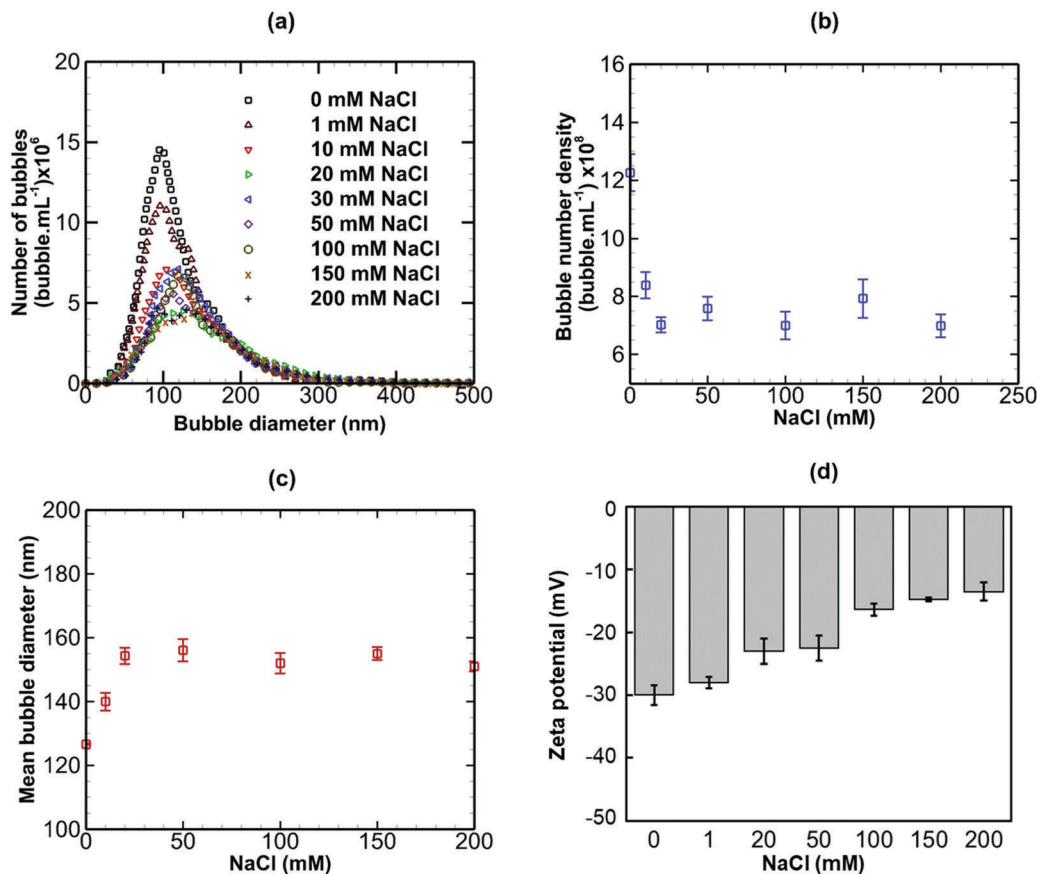 (a)
20
15
10
5
0
0 100 200 300 400 500
Number of bubbles
(bubble.mL⁻¹)x10⁶
Bubble diameter (nm)
0 mM NaCl
1 mM NaCl
10 mM NaCl
20 mM NaCl
30 mM NaCl
50 mM NaCl
100 mM NaCl
150 mM NaCl
200 mM NaCl
(b)
16
14
12
10
8
6
0 50 100 150 200 250
Bubble number density
(bubble.mL⁻¹) x10⁸
NaCl (mM)
(c)
200
180
160
140
120
100
0 50 100 150 200
Mean bubble diameter (nm)
NaCl (mM)
(d)
0
-10
-20
-30
-40
-50
0 1 20 50 100 150 200
Zeta potential (mV)
NaCl (mM)